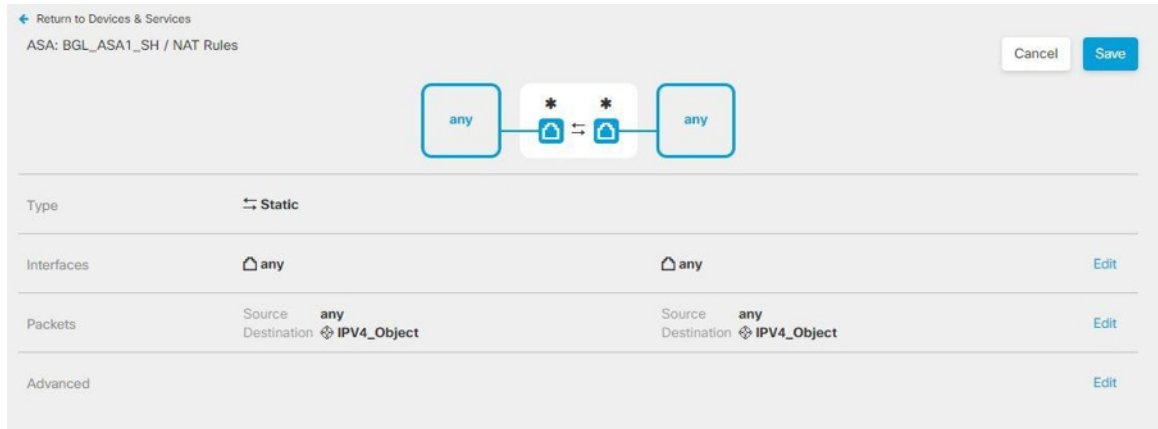 Return to Devices & Services
ASA: BGL_ASA1_SH / NAT Rules
Cancel Save
any * * any
Type Static
Interfaces any any Edit
Packets Source any Source any Edit
Destination IPV4_Object Destination IPV4_Object
Advanced Edit